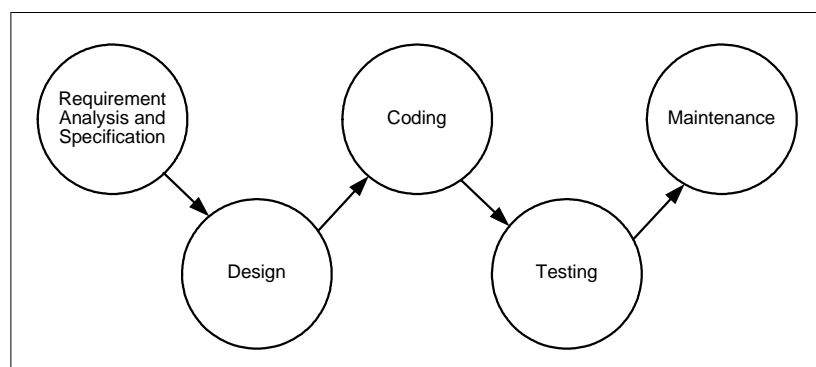 Requirement
Analysis and
Specification
Design
Coding
Testing
Maintenance